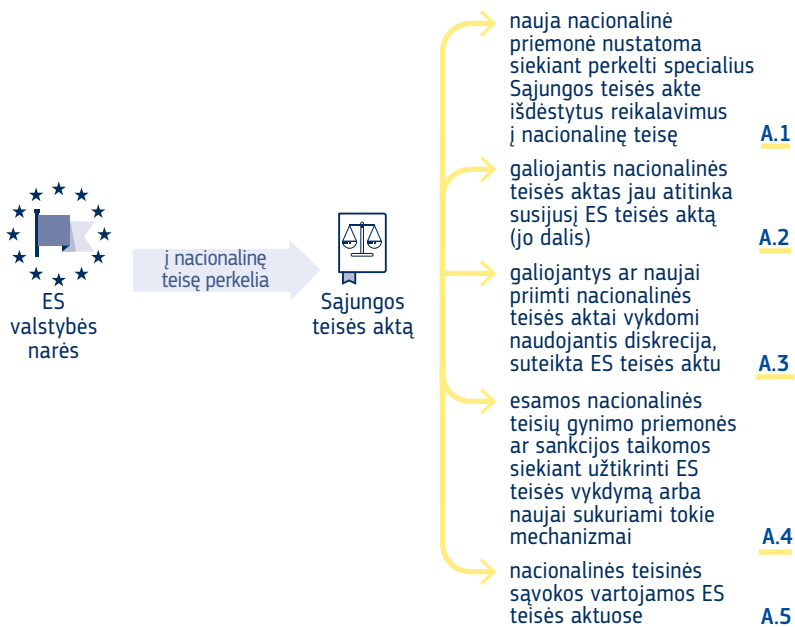 ES
valstybės
narės
į nacionalinę
teisę perkelia
Sąjungos
teisės aktą
nauja nacionalinė
priemonė nustatoma
siekiant perkelti specialius
Sąjungos teisės akte
išdėstytus reikalavimus
į nacionalinę teisę A.1
galiojantis nacionalinės
teisės aktas jau atitinka
susijusį ES teisės aktą
(jo dalis) A.2
galiojantys ar naujai
priimti nacionalinės
teisės aktai vykdomi
naudojantis diskrecija,
suteikta ES teisės aktu A.3
esamos nacionalinės
teisių gynimo priemonės
ar sankcijos taikomos
siekiant užtikrinti ES
teisės vykdymą arba
naujai sukuriami tokie
mechanizmai A.4
nacionalinės teisinės
sąvokos vartojamos ES
teisės aktuose A.5